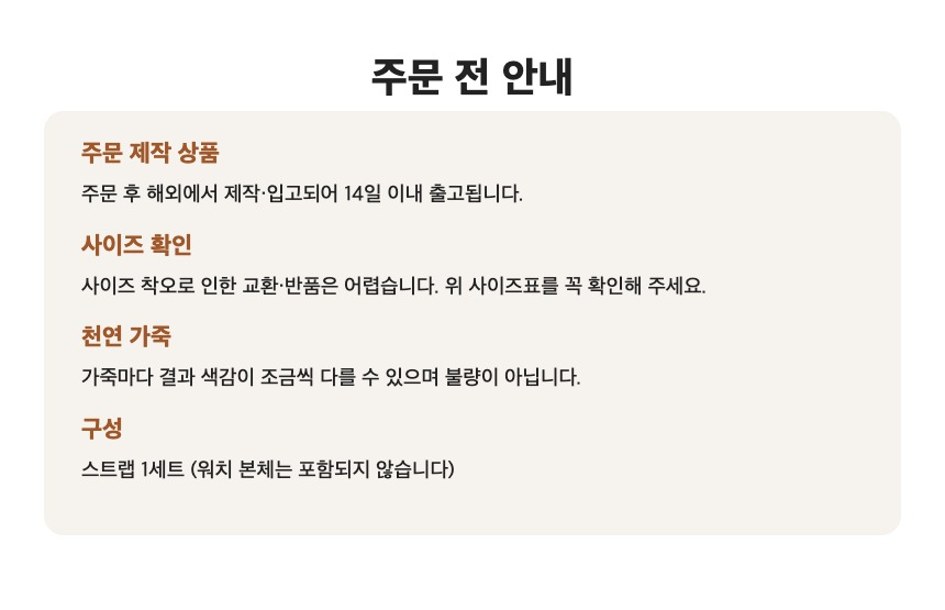 주문 전 안내
주문 제작 상품
주문 후 해외에서 제작·입고되어 14일 이내 출고됩니다.
사이즈 확인
사이즈 착오로 인한 교환·반품은 어렵습니다. 위 사이즈표를 꼭 확인해 주세요.
천연 가죽
가죽마다 결과 색감이 조금씩 다를 수 있으며 불량이 아닙니다.
구성
스트랩 1세트 (워치 본체는 포함되지 않습니다)